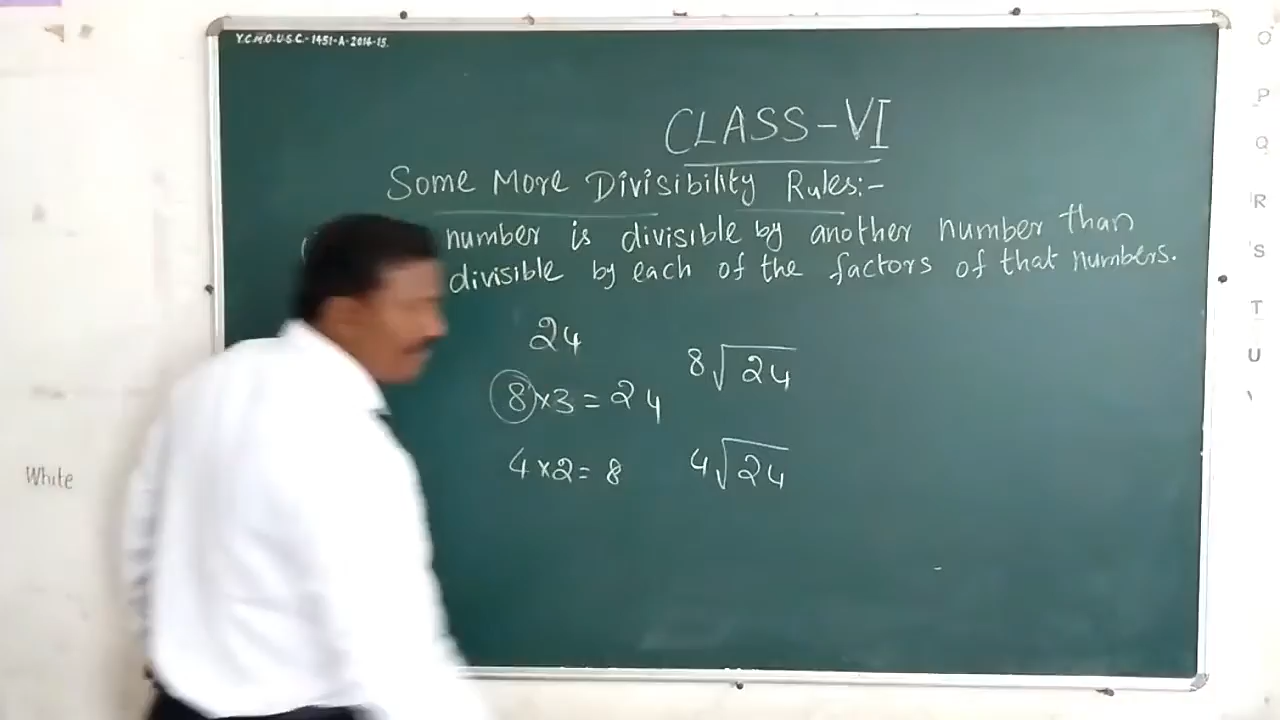 Y.C.M.O.U.S.C.-1451-A-2014-15.
CLASS-VI
Some More Divisibility Rules:-
number is divisible by another number than
divisible by each of the factors of that numbers.
24
8×3=24
8√24
4×2=8
4√24
White
O
P
Q
R
S
T
U
V